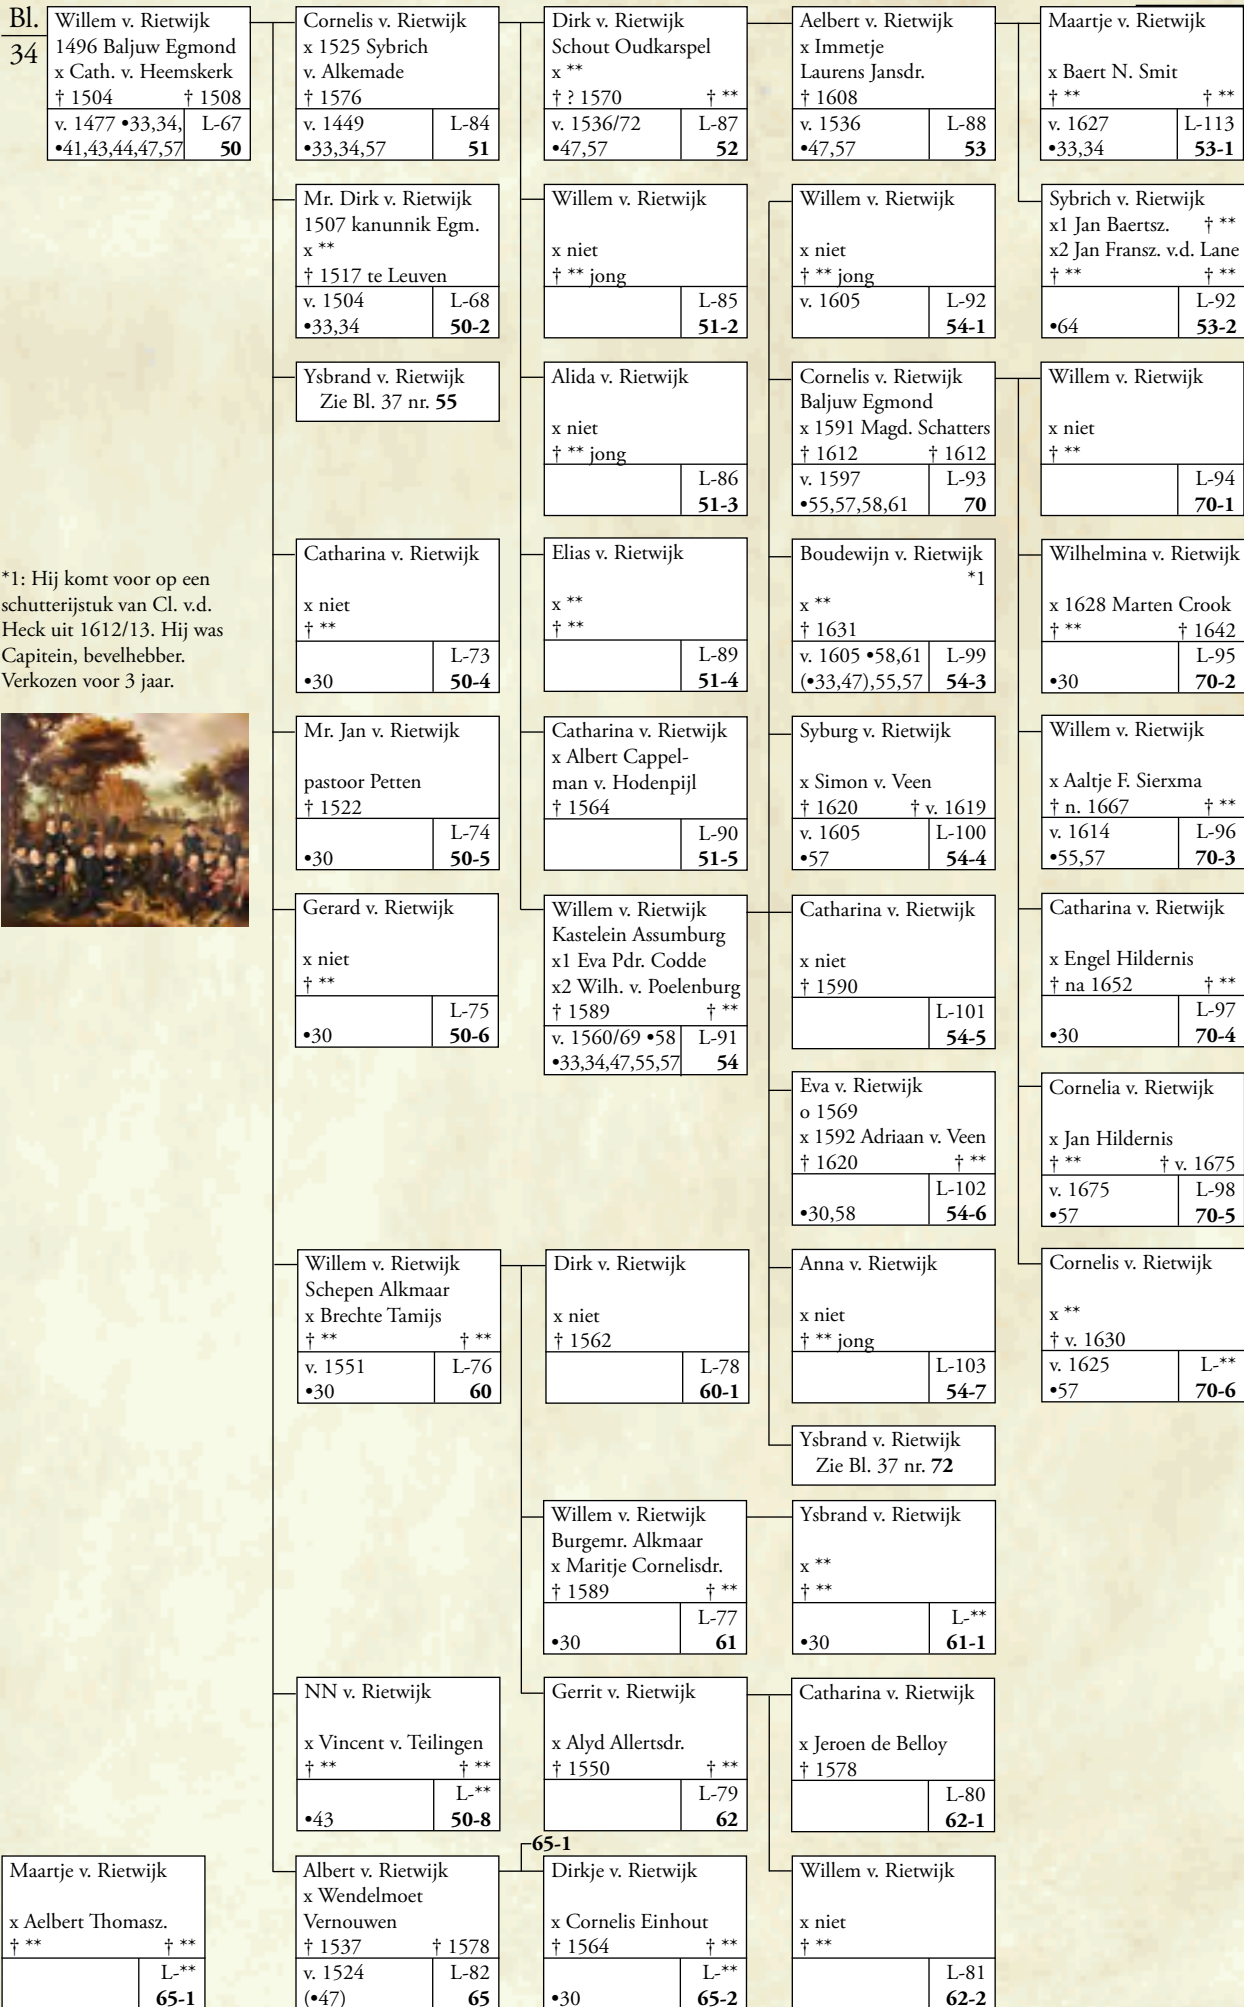 Bl.
34
Willem v. Rietwijk
1496 Baljuw Egmond
x Cath. v. Heemskerk
† 1504 † 1508
v. 1477 •33,34, L-67
•41,43,44,47,57 50
Cornelis v. Rietwijk
x 1525 Sybrich
v. Alkemade
† 1576
v. 1449 L-84
•33,34,57 51
Dirk v. Rietwijk
Schout Oudkarspel
x **
† ? 1570 † **
v. 1536/72 L-87
•47,57 52
Aelbert v. Rietwijk
x Immetje
Laurens Jansdr.
† 1608
v. 1536 L-88
•47,57 53
Maartje v. Rietwijk
x Baert N. Smit
† ** † **
v. 1627 L-113
•33,34 53-1
Mr. Dirk v. Rietwijk
1507 kanunnik Egm.
x **
† 1517 te Leuven
v. 1504 L-68
•33,34 50-2
Willem v. Rietwijk
x niet
† ** jong
L-85
51-2
Willem v. Rietwijk
x niet
† ** jong
v. 1605 L-92
54-1
Sybrich v. Rietwijk
x1 Jan Baertsz. † **
x2 Jan Fransz. v.d. Lane
† ** † **
L-92
•64 53-2
Ysbrand v. Rietwijk
Zie Bl. 37 nr. 55
Alida v. Rietwijk
x niet
† ** jong
L-86
51-3
Cornelis v. Rietwijk
Baljuw Egmond
x 1591 Magd. Schatters
† 1612 † 1612
v. 1597 L-93
•55,57,58,61 70
Willem v. Rietwijk
x niet
† **
L-94
70-1
*1: Hij komt voor op een
schutterijstuk van Cl. v.d.
Heck uit 1612/13. Hij was
Capitein, bevelhebber.
Verkozen voor 3 jaar.
Catharina v. Rietwijk
x niet
† **
L-73
•30 50-4
Elias v. Rietwijk
x **
† **
L-89
51-4
Boudewijn v. Rietwijk
*1
x **
† 1631
v. 1605 •58,61 L-99
(•33,47),55,57 54-3
Wilhelmina v. Rietwijk
x 1628 Marten Crook
† ** † 1642
L-95
•30 70-2
Mr. Jan v. Rietwijk
pastoor Petten
† 1522
L-74
•30 50-5
Catharina v. Rietwijk
x Albert Cappel-
man v. Hodenpijl
† 1564
L-90
51-5
Syburg v. Rietwijk
x Simon v. Veen
† 1620 † v. 1619
v. 1605 L-100
•57 54-4
Willem v. Rietwijk
x Aaltje F. Sierxma
† n. 1667 † **
v. 1614 L-96
•55,57 70-3
Gerard v. Rietwijk
x niet
† **
L-75
•30 50-6
Willem v. Rietwijk
Kastelein Assumburg
x1 Eva Pdr. Codde
x2 Wilh. v. Poelenburg
† 1589 † **
v. 1560/69 •58 L-91
•33,34,47,55,57 54
Catharina v. Rietwijk
x niet
† 1590
L-101
54-5
Catharina v. Rietwijk
x Engel Hildernis
† na 1652 † **
L-97
•30 70-4
Eva v. Rietwijk
o 1569
x 1592 Adriaan v. Veen
† 1620 † **
L-102
•30,58 54-6
Cornelia v. Rietwijk
x Jan Hildernis
† ** † v. 1675
v. 1675 L-98
•57 70-5
Willem v. Rietwijk
Schepen Alkmaar
x Brechte Tamijs
† ** † **
v. 1551 L-76
•30 60
Dirk v. Rietwijk
x niet
† 1562
L-78
60-1
Anna v. Rietwijk
x niet
† ** jong
L-103
54-7
Cornelis v. Rietwijk
x **
† v. 1630
v. 1625 L-**
•57 70-6
Ysbrand v. Rietwijk
Zie Bl. 37 nr. 72
Willem v. Rietwijk
Burgemr. Alkmaar
x Maritje Cornelisdr.
† 1589 † **
L-77
•30 61
Ysbrand v. Rietwijk
x **
† **
L-**
•30 61-1
NN v. Rietwijk
x Vincent v. Teilingen
† ** † **
L-**
•43 50-8
Gerrit v. Rietwijk
x Alyd Allertsdr.
† 1550 † **
L-79
62
Catharina v. Rietwijk
x Jeroen de Belloy
† 1578
L-80
62-1
65-1
Maartje v. Rietwijk
x Aelbert Thomasz.
† ** † **
L-**
65-1
Albert v. Rietwijk
x Wendelmoet
Vernouwen
† 1537 † 1578
v. 1524 L-82
(•47) 65
Dirkje v. Rietwijk
x Cornelis Einhout
† 1564 † **
L-**
•30 65-2
Willem v. Rietwijk
x niet
† **
L-81
62-2